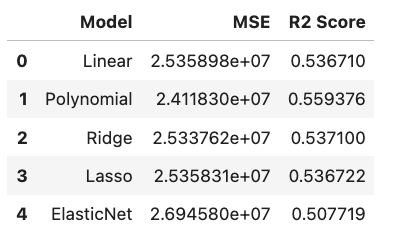 Model MSE R2 Score
0 Linear 2.535898e+07 0.536710
1 Polynomial 2.411830e+07 0.559376
2 Ridge 2.533762e+07 0.537100
3 Lasso 2.535831e+07 0.536722
4 ElasticNet 2.694580e+07 0.507719